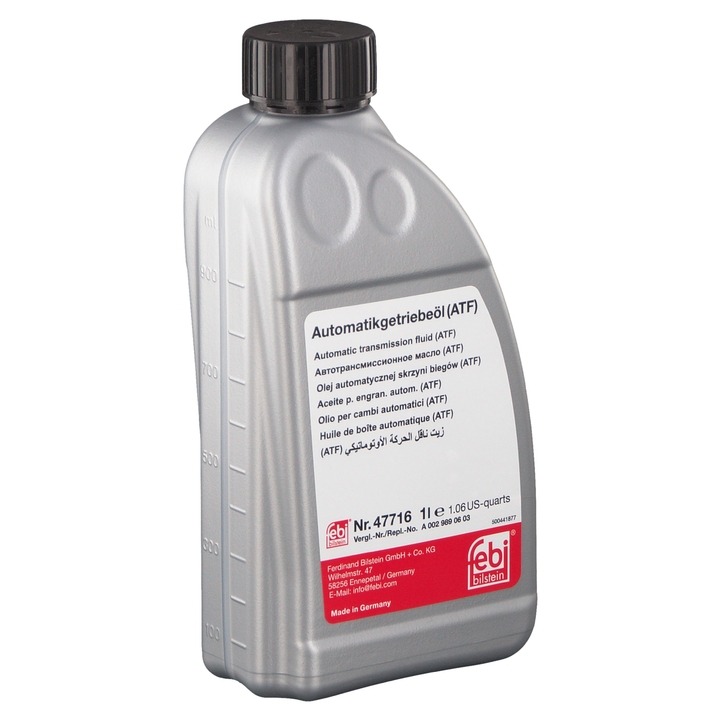 ml
900
700
500
300
100
Automatikgetriebeöl (ATF)
Automatic transmission fluid (ATF)
Автотрансмиссионное масло (ATF)
Olej automatycznej skrzyni biegów (ATF)
Aceite p. engran. autom. (ATF)
Olio per cambi automatici (ATF)
Huile de boîte automatique (ATF)
زيت ناقل الحركة الأوتوماتيكي (ATF)
febi bilstein
Nr. 47716 1l e 1.06 US-quarts
Vergl.-Nr./Repl.-No. A 002 989 06 03
500441877
Ferdinand Bilstein GmbH + Co. KG
Wilhelmstr. 47
58256 Ennepetal / Germany
E-Mail: info@febi.com
Made in Germany
febi
bilstein